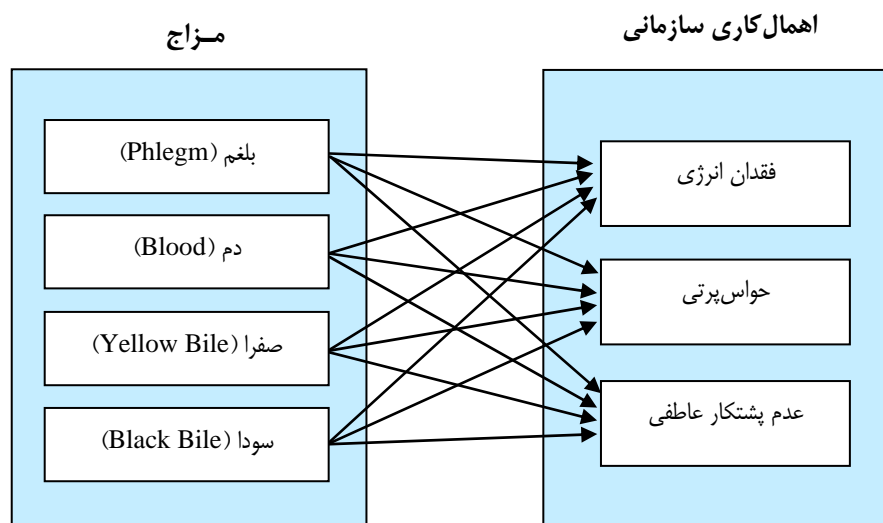 اهمال‌کاری سازمانی
مـزاج
فقدان انرژی
حواس‌پرتی
عدم پشتکار عاطفی
بلغم (Phlegm)
دم (Blood)
صفرا (Yellow Bile)
سودا (Black Bile)